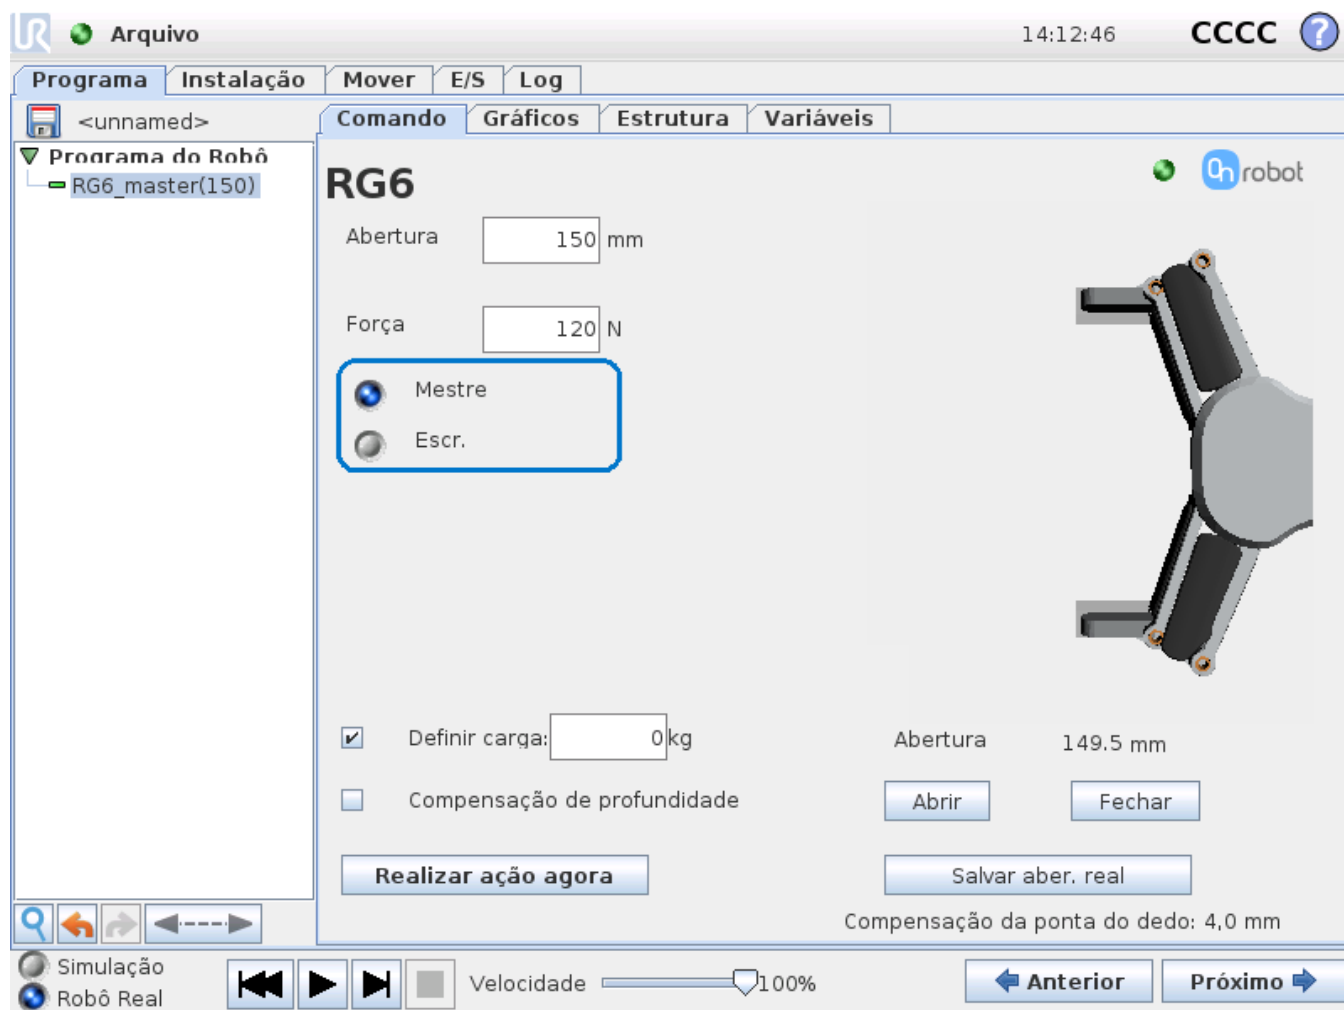 UR Arquivo 14:12:46 CCCC ?
Programa Instalação Mover E/S Log
<unnamed>
Comando Gráficos Estrutura Variáveis
Programa do Robô
RG6_master(150)
RG6
On robot
Abertura 150 mm
Força 120 N
Mestre
Escr.
Definir carga: 0 kg
Abertura 149.5 mm
Compensação de profundidade
Abrir Fechar
Realizar ação agora
Salvar aber. real
Compensação da ponta do dedo: 4,0 mm
Simulação
Robô Real
Velocidade 100%
Anterior Próximo